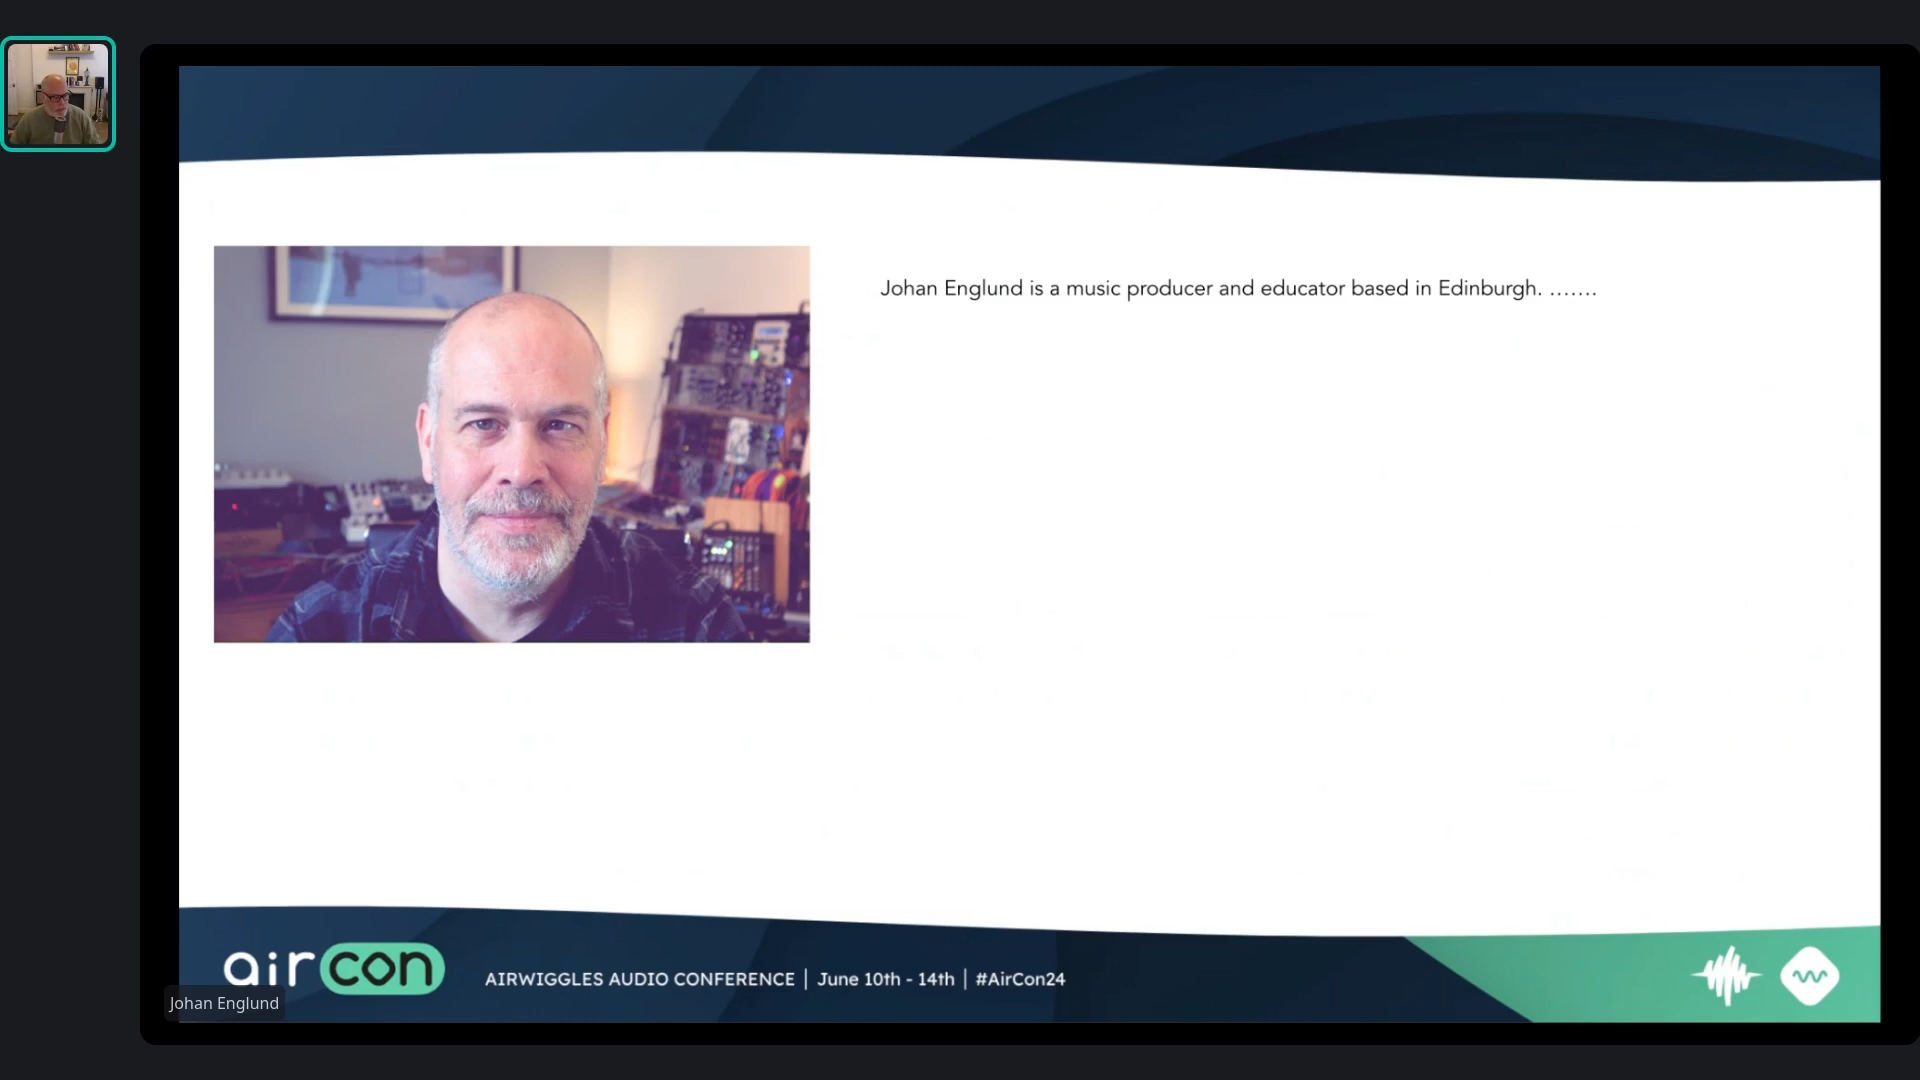 Johan Englund is a music producer and educator based in Edinburgh. .......
aircon
AIRWIGGLES AUDIO CONFERENCE | June 10th - 14th | #AirCon24
Johan Englund